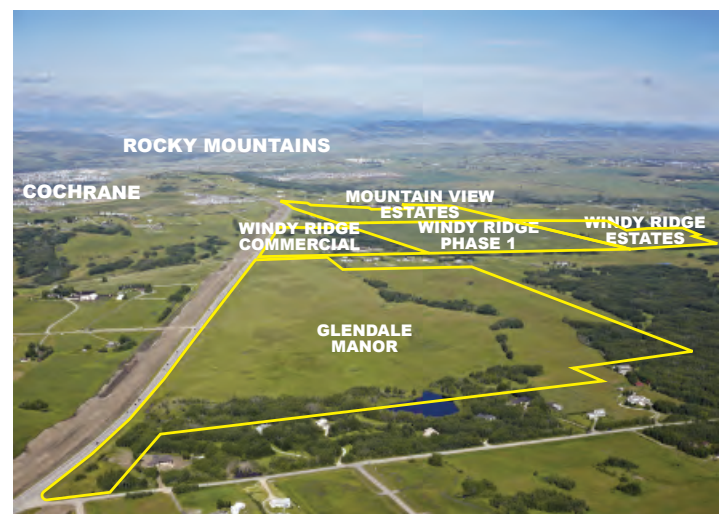 ROCKY MOUNTAINS
COCHRANE
MOUNTAIN VIEW
ESTATES
WINDY RIDGE
COMMERCIAL
WINDY RIDGE
PHASE 1
WINDY RIDGE
ESTATES
GLENDALE
MANOR